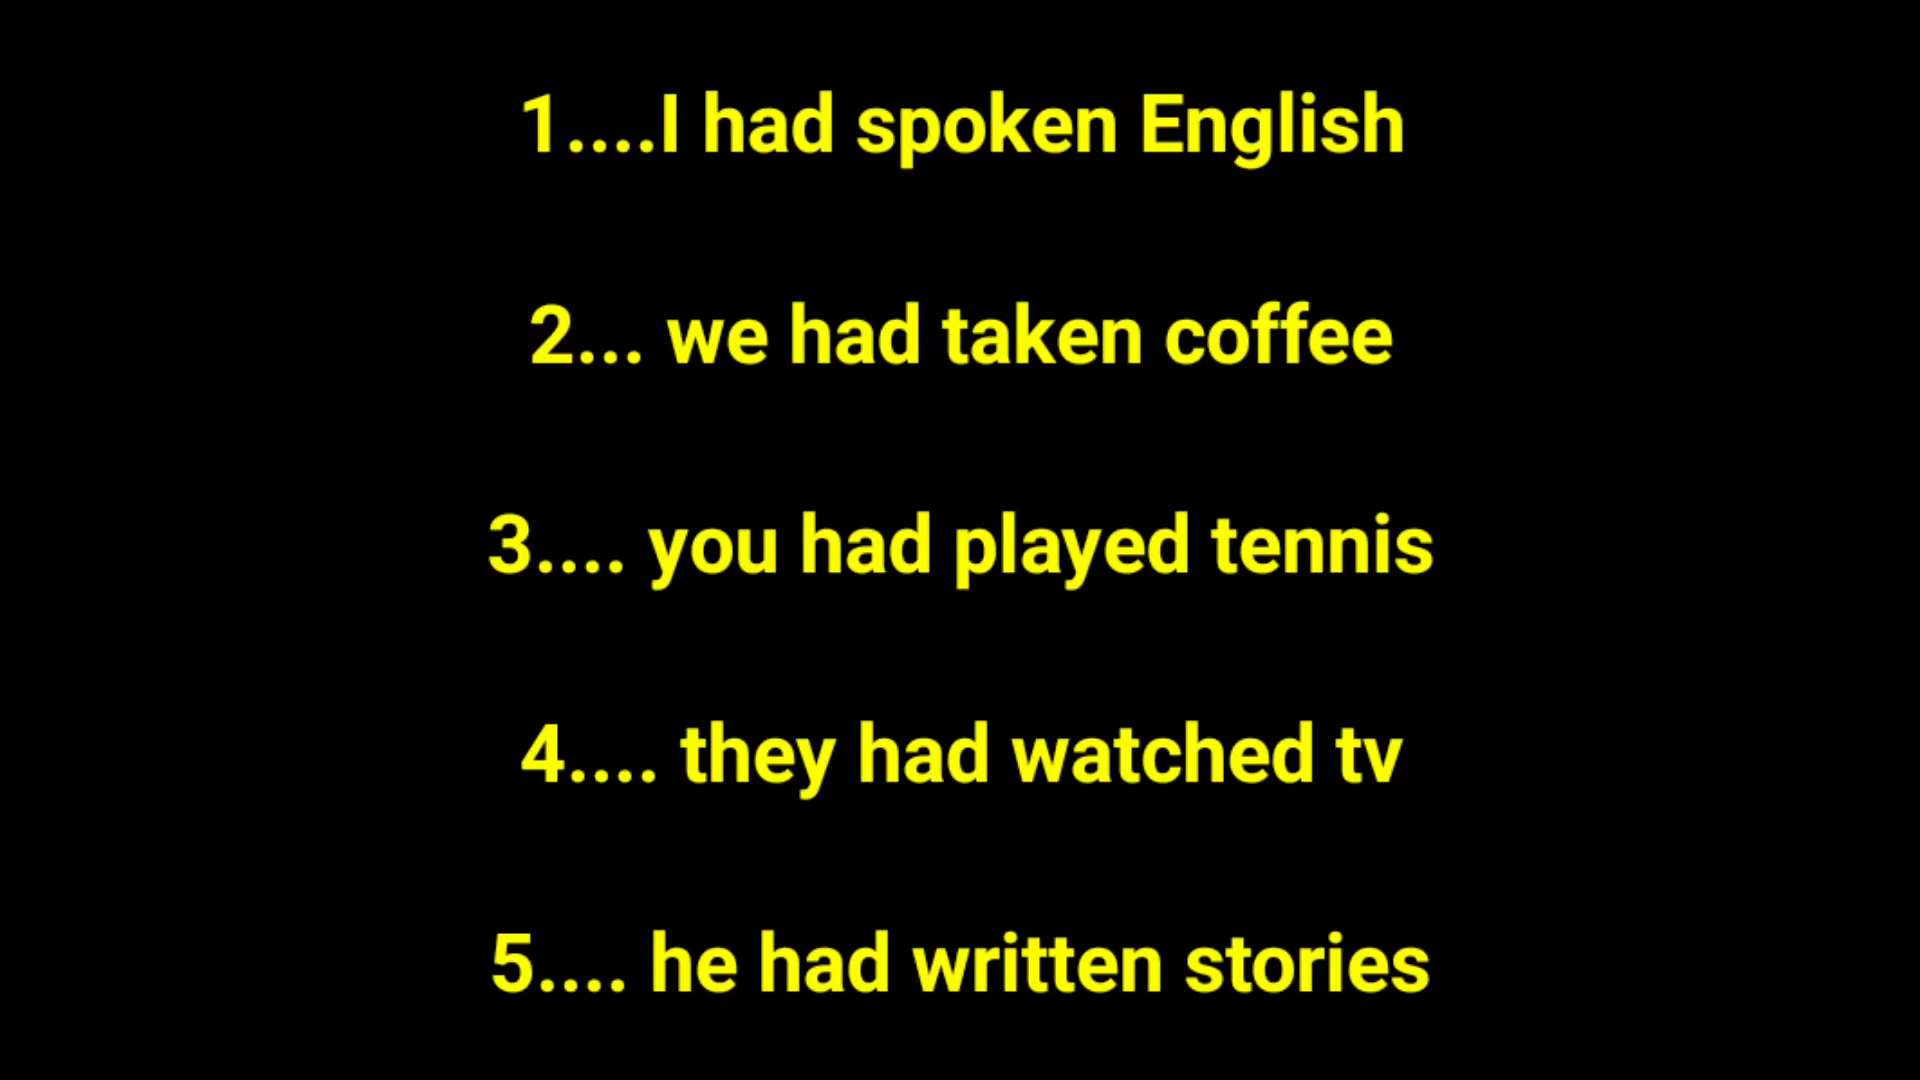 1....I had spoken English
2... we had taken coffee
3.... you had played tennis
4.... they had watched tv
5.... he had written stories